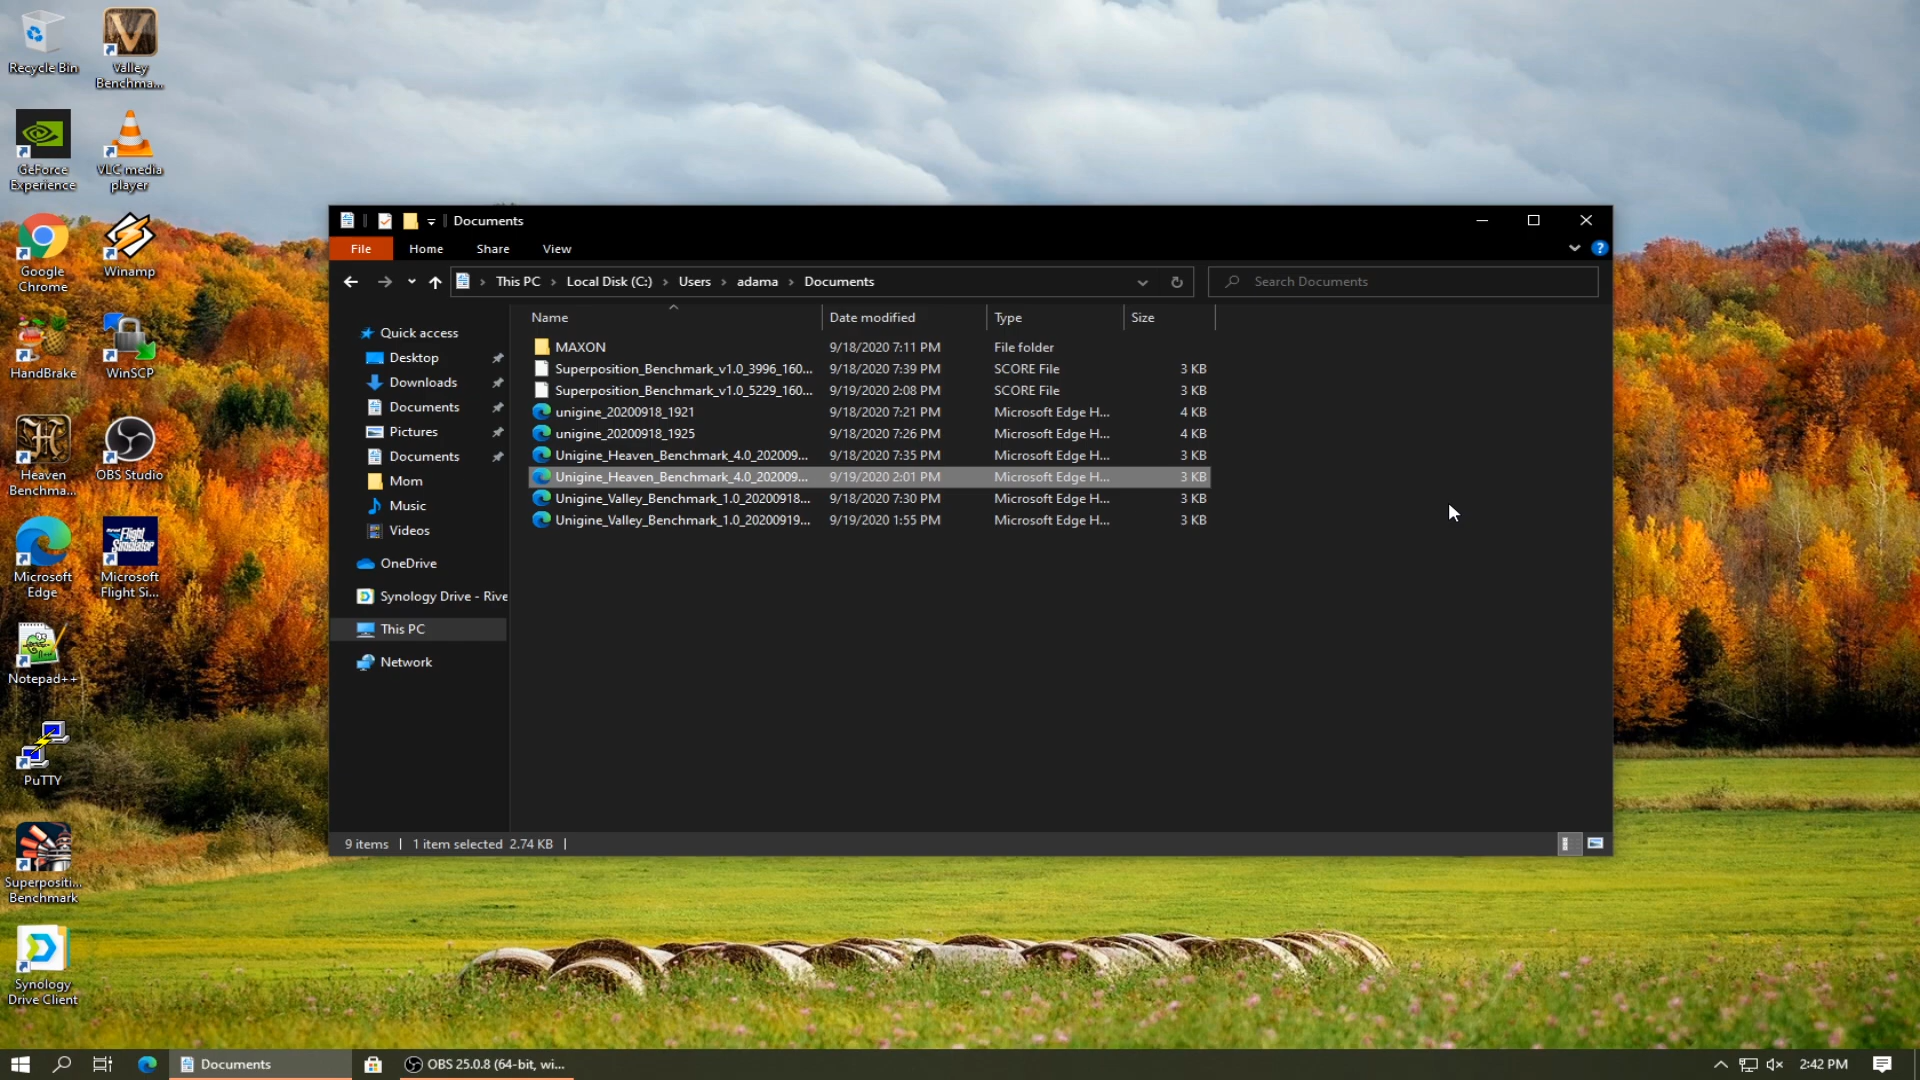 Recycle Bin
Valley
Benchma...
GeForce
Experience
VLC media
player
Google
Chrome
Winamp
HandBrake
WinSCP
Heaven
Benchma...
OBS Studio
Microsoft
Edge
Flight
Simulator
Microsoft
Flight Si...
Notepad++
PuTTY
Superpositi...
Benchmark
Synology
Drive Client
Documents
File
Home
Share
View
This PC
Local Disk (C:)
Users
adama
Documents
Search Documents
Name
Date modified
Type
Size
Quick access
Desktop
Downloads
Documents
Pictures
Documents
Mom
Music
Videos
OneDrive
Synology Drive - Rive
This PC
Network
MAXON 9/18/2020 7:11 PM File folder
Superposition_Benchmark_v1.0_3996_160... 9/18/2020 7:39 PM SCORE File 3 KB
Superposition_Benchmark_v1.0_5229_160... 9/19/2020 2:08 PM SCORE File 3 KB
unigine_20200918_1921 9/18/2020 7:21 PM Microsoft Edge H... 4 KB
unigine_20200918_1925 9/18/2020 7:26 PM Microsoft Edge H... 4 KB
Unigine_Heaven_Benchmark_4.0_202009... 9/18/2020 7:35 PM Microsoft Edge H... 3 KB
Unigine_Heaven_Benchmark_4.0_202009... 9/19/2020 2:01 PM Microsoft Edge H... 3 KB
Unigine_Valley_Benchmark_1.0_20200918... 9/18/2020 7:30 PM Microsoft Edge H... 3 KB
Unigine_Valley_Benchmark_1.0_20200919... 9/19/2020 1:55 PM Microsoft Edge H... 3 KB
9 items
1 item selected 2.74 KB
Documents
OBS 25.0.8 (64-bit, wi...
2:42 PM